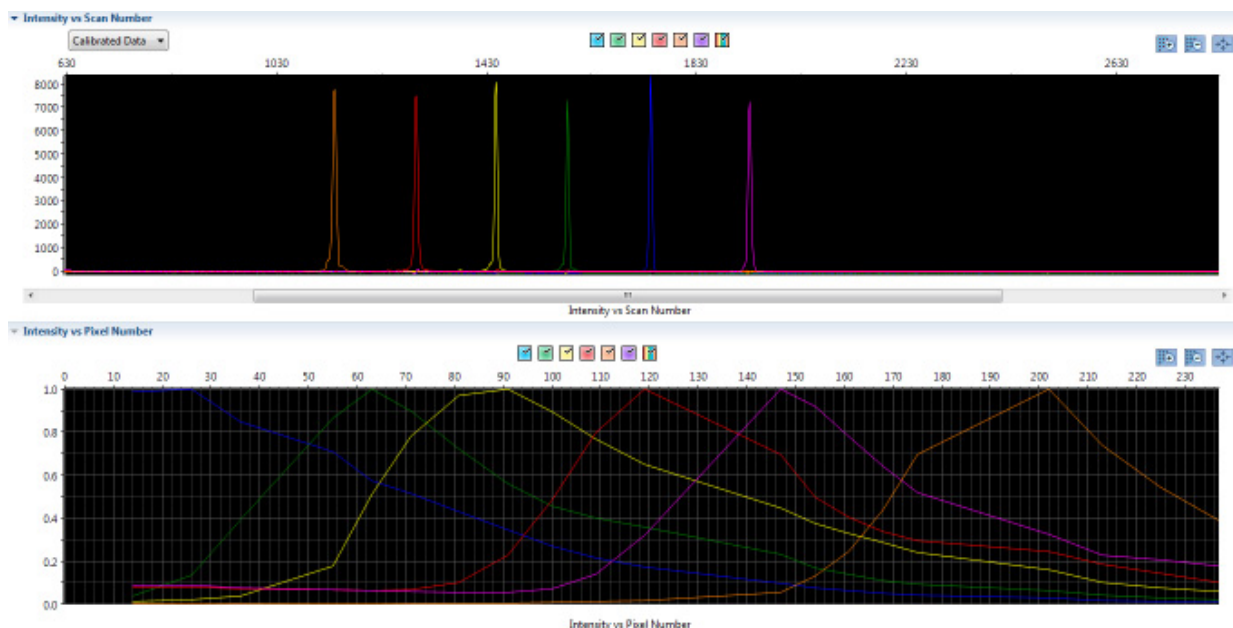 Intensity vs Scan Number
Calibrated Data
630 1030 1430 1830 2230 2630
8000
7000
6000
5000
4000
3000
2000
1000
0
Intensity vs Scan Number
Intensity vs Pixel Number
0 10 20 30 40 50 60 70 80 90 100 110 120 130 140 150 160 170 180 190 200 210 220 230
1.0
0.8
0.6
0.4
0.2
0.0
Intensity vs Pixel Number